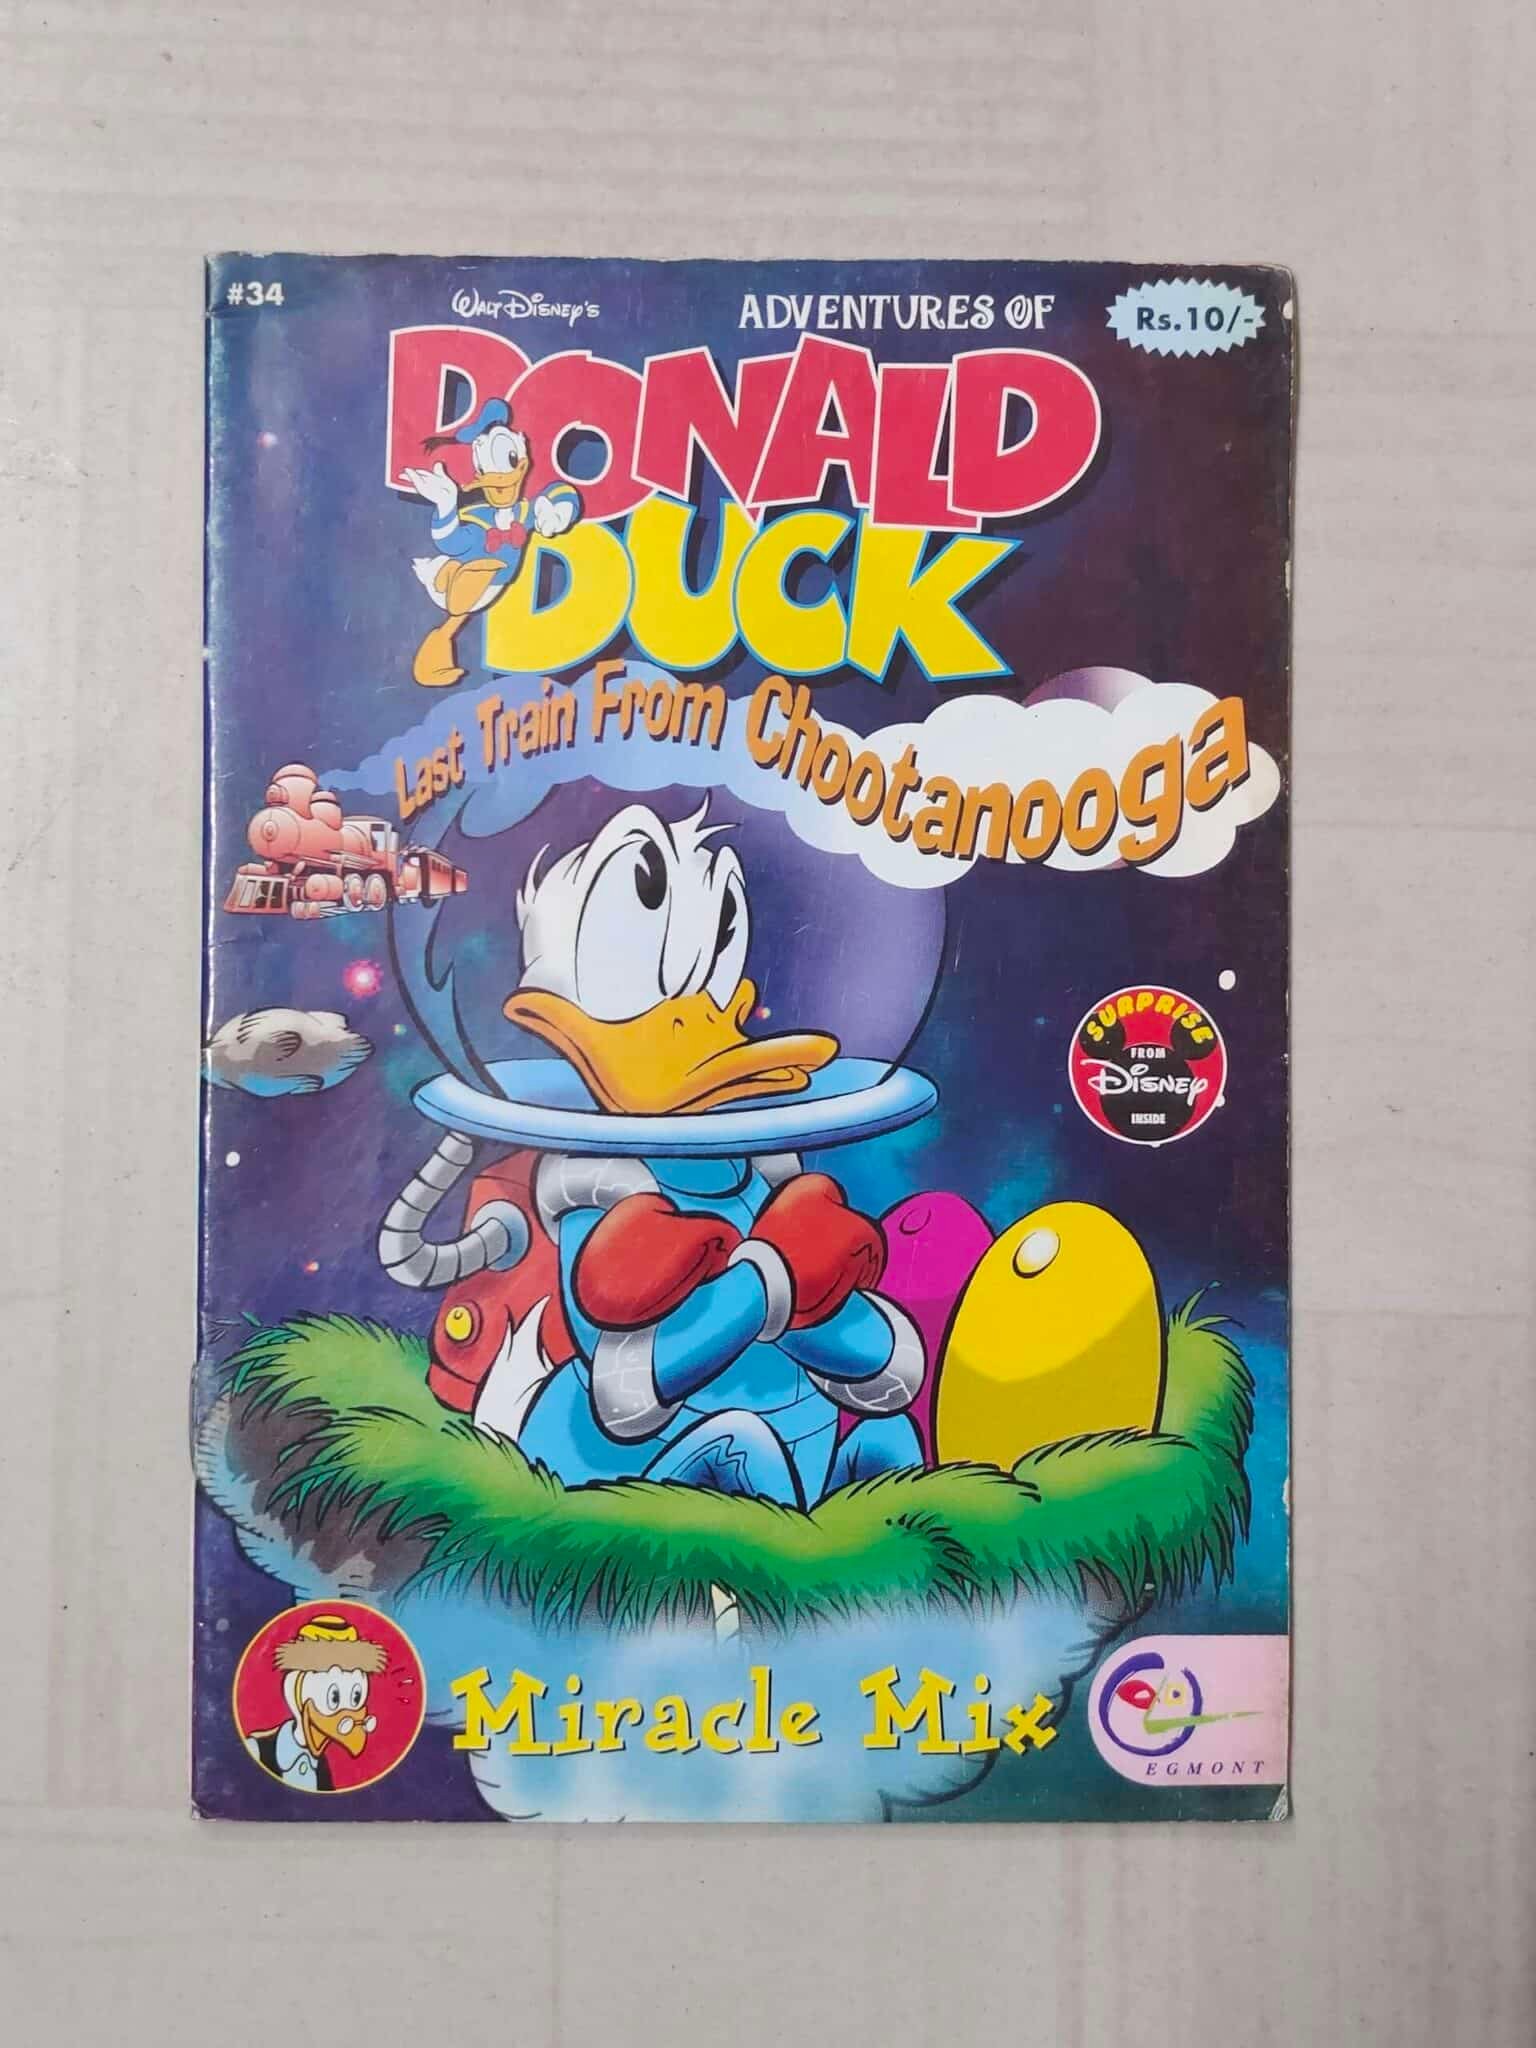 #34
WALT DISNEY'S
ADVENTURES OF
Rs.10/-
DONALD
DUCK
Last Train From Chootanooga
SURPRISE
FROM
DISNEY
INSIDE
Miracle Mix
EGMONT